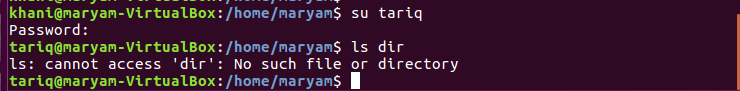 khani@maryam-VirtualBox:/home/maryam$ su tariq
Password:
tariq@maryam-VirtualBox:/home/maryam$ ls dir
ls: cannot access 'dir': No such file or directory
tariq@maryam-VirtualBox:/home/maryam$